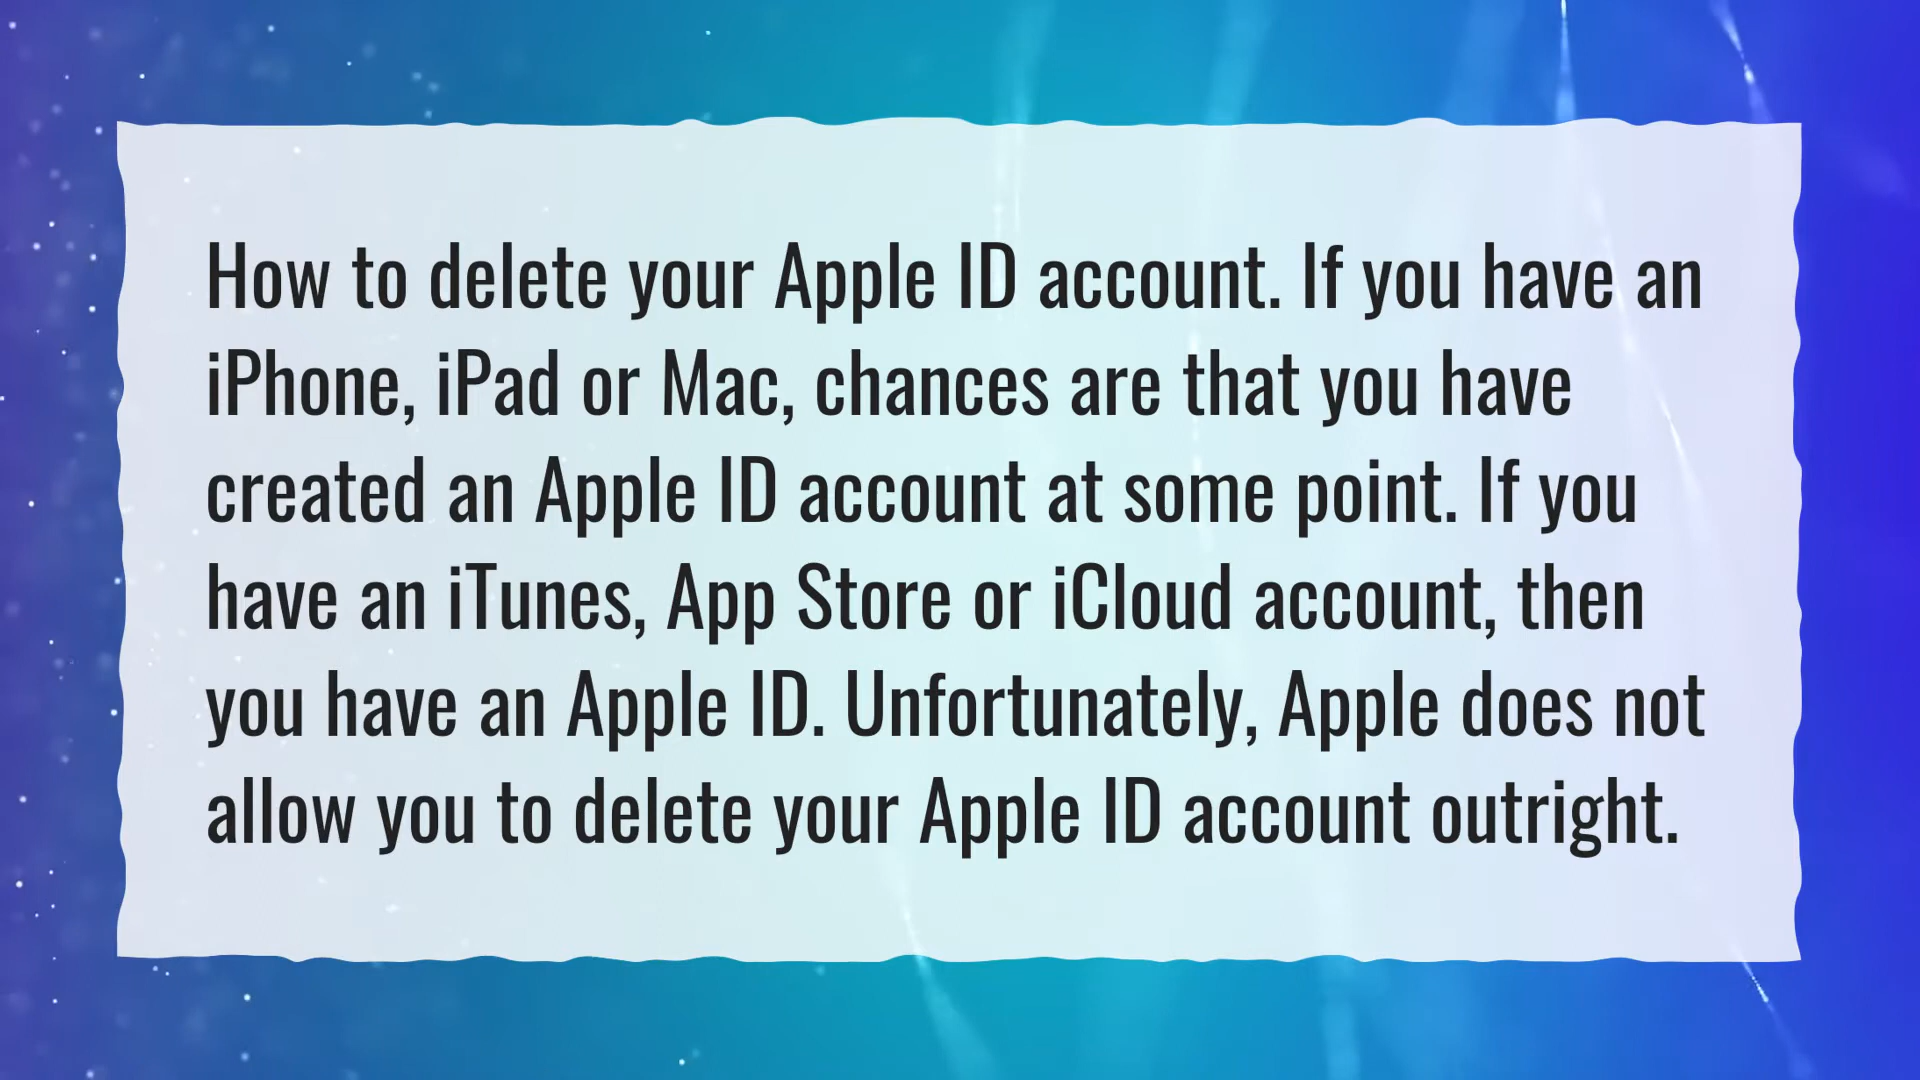 How to delete your Apple ID account. If you have an
iPhone, iPad or Mac, chances are that you have
created an Apple ID account at some point. If you
have an iTunes, App Store or iCloud account, then
you have an Apple ID. Unfortunately, Apple does not
allow you to delete your Apple ID account outright.